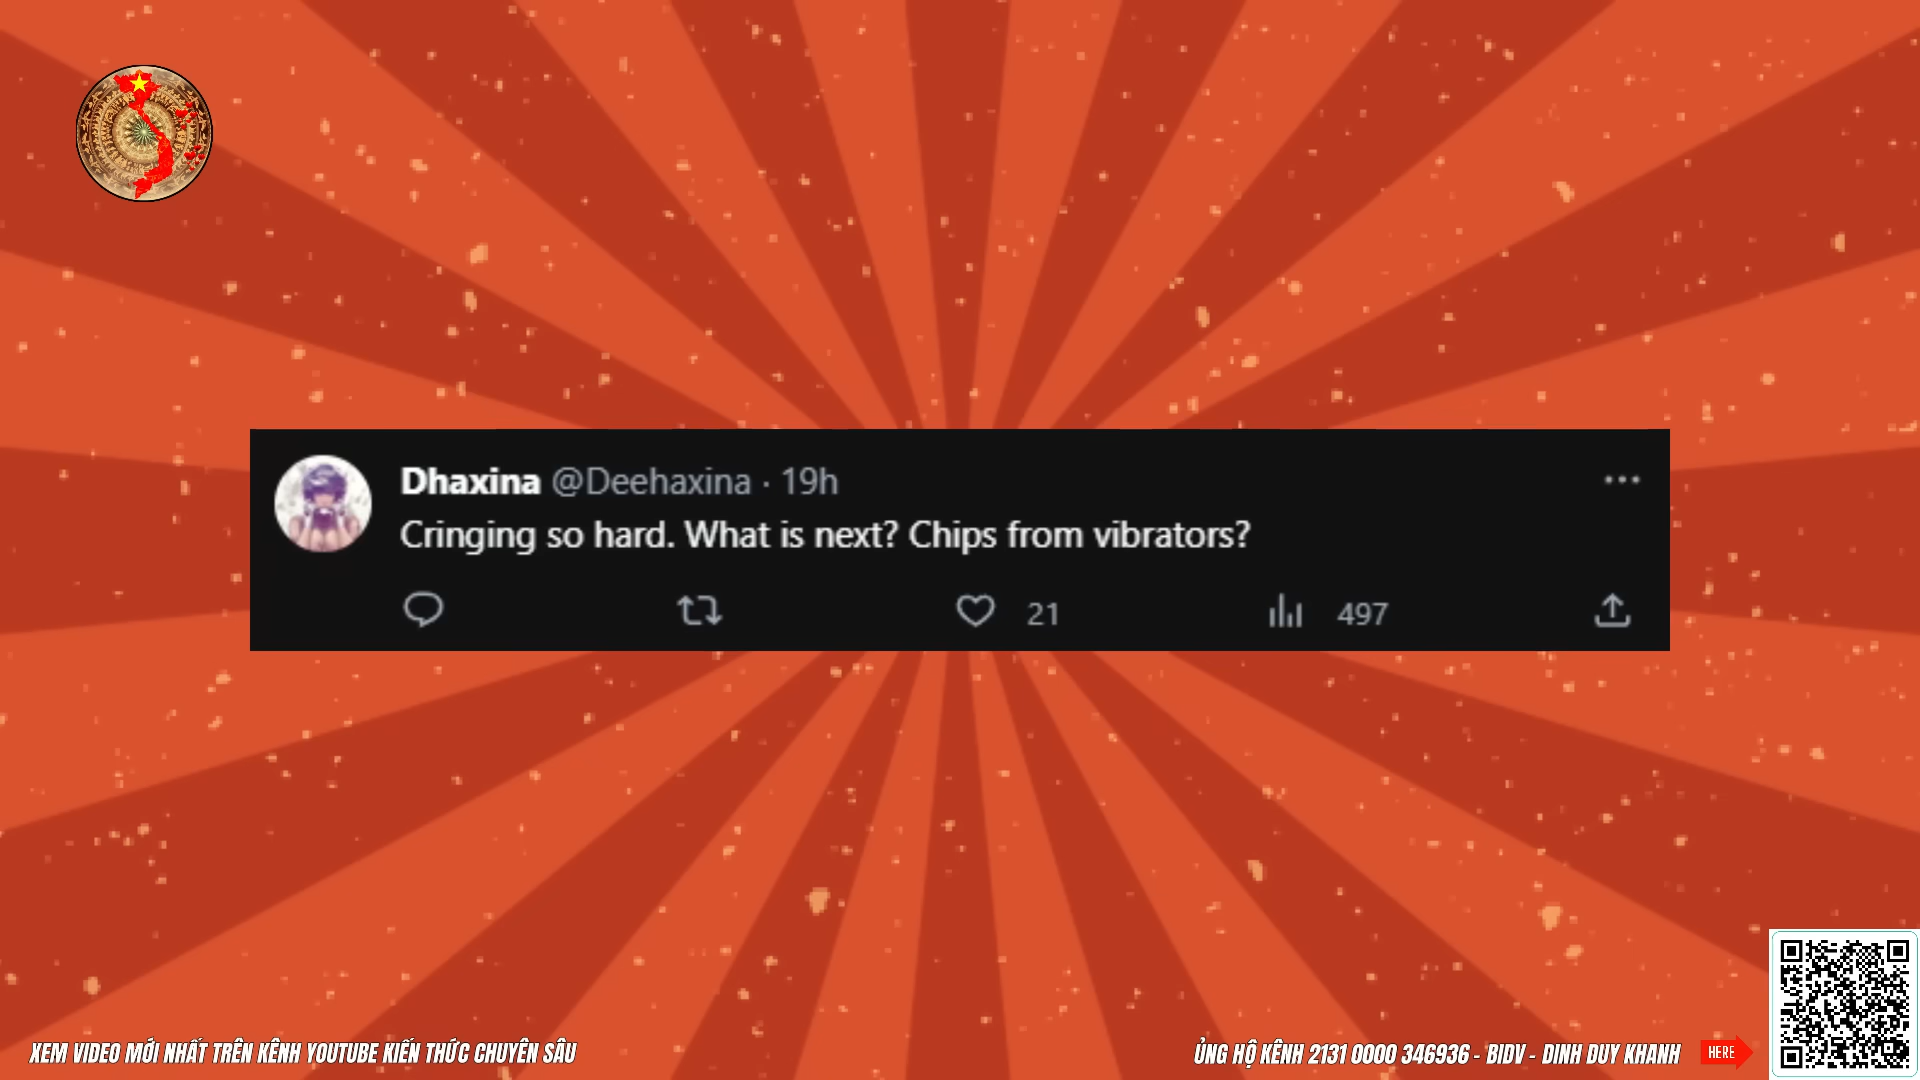 Dhaxina @Deehaxina · 19h
Cringing so hard. What is next? Chips from vibrators?
21
497
XEM VIDEO MỚI NHẤT TRÊN KÊNH YOUTUBE KIẾN THỨC CHUYÊN SÂU
ỦNG HỘ KÊNH 2131 0000 346936 - BIDV - DINH DUY KHANH
HERE